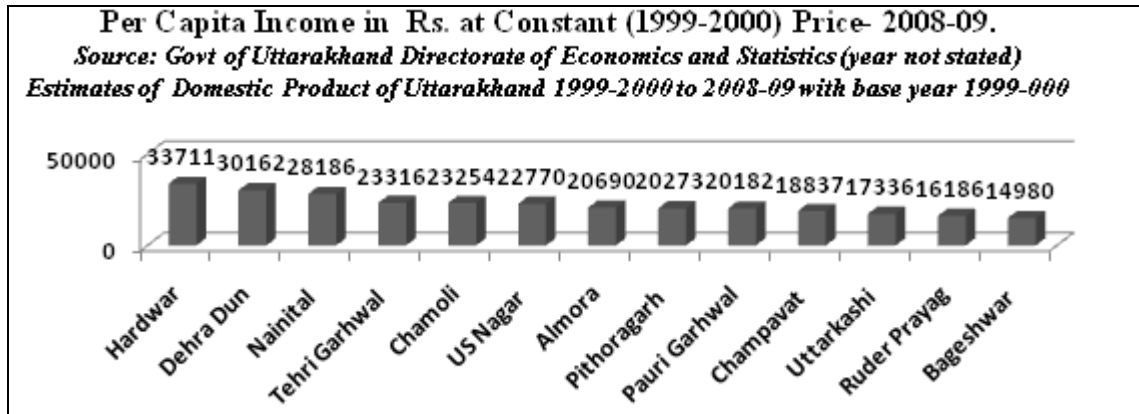 Per Capita Income in Rs. at Constant (1999-2000) Price- 2008-09.
Source: Govt of Uttarakhand Directorate of Economics and Statistics (year not stated)
Estimates of Domestic Product of Uttarakhand 1999-2000 to 2008-09 with base year 1999-000
50000
33711 30162 28186 23316 23254 22770 20690 20273 20182 18837 17336 16186 14980
0
Hardwar
Dehra Dun
Nainital
Tehri Garhwal
Chamoli
US Nagar
Almora
Pithoragarh
Pauri Garhwal
Champavat
Uttarkashi
Ruder Prayag
Bageshwar